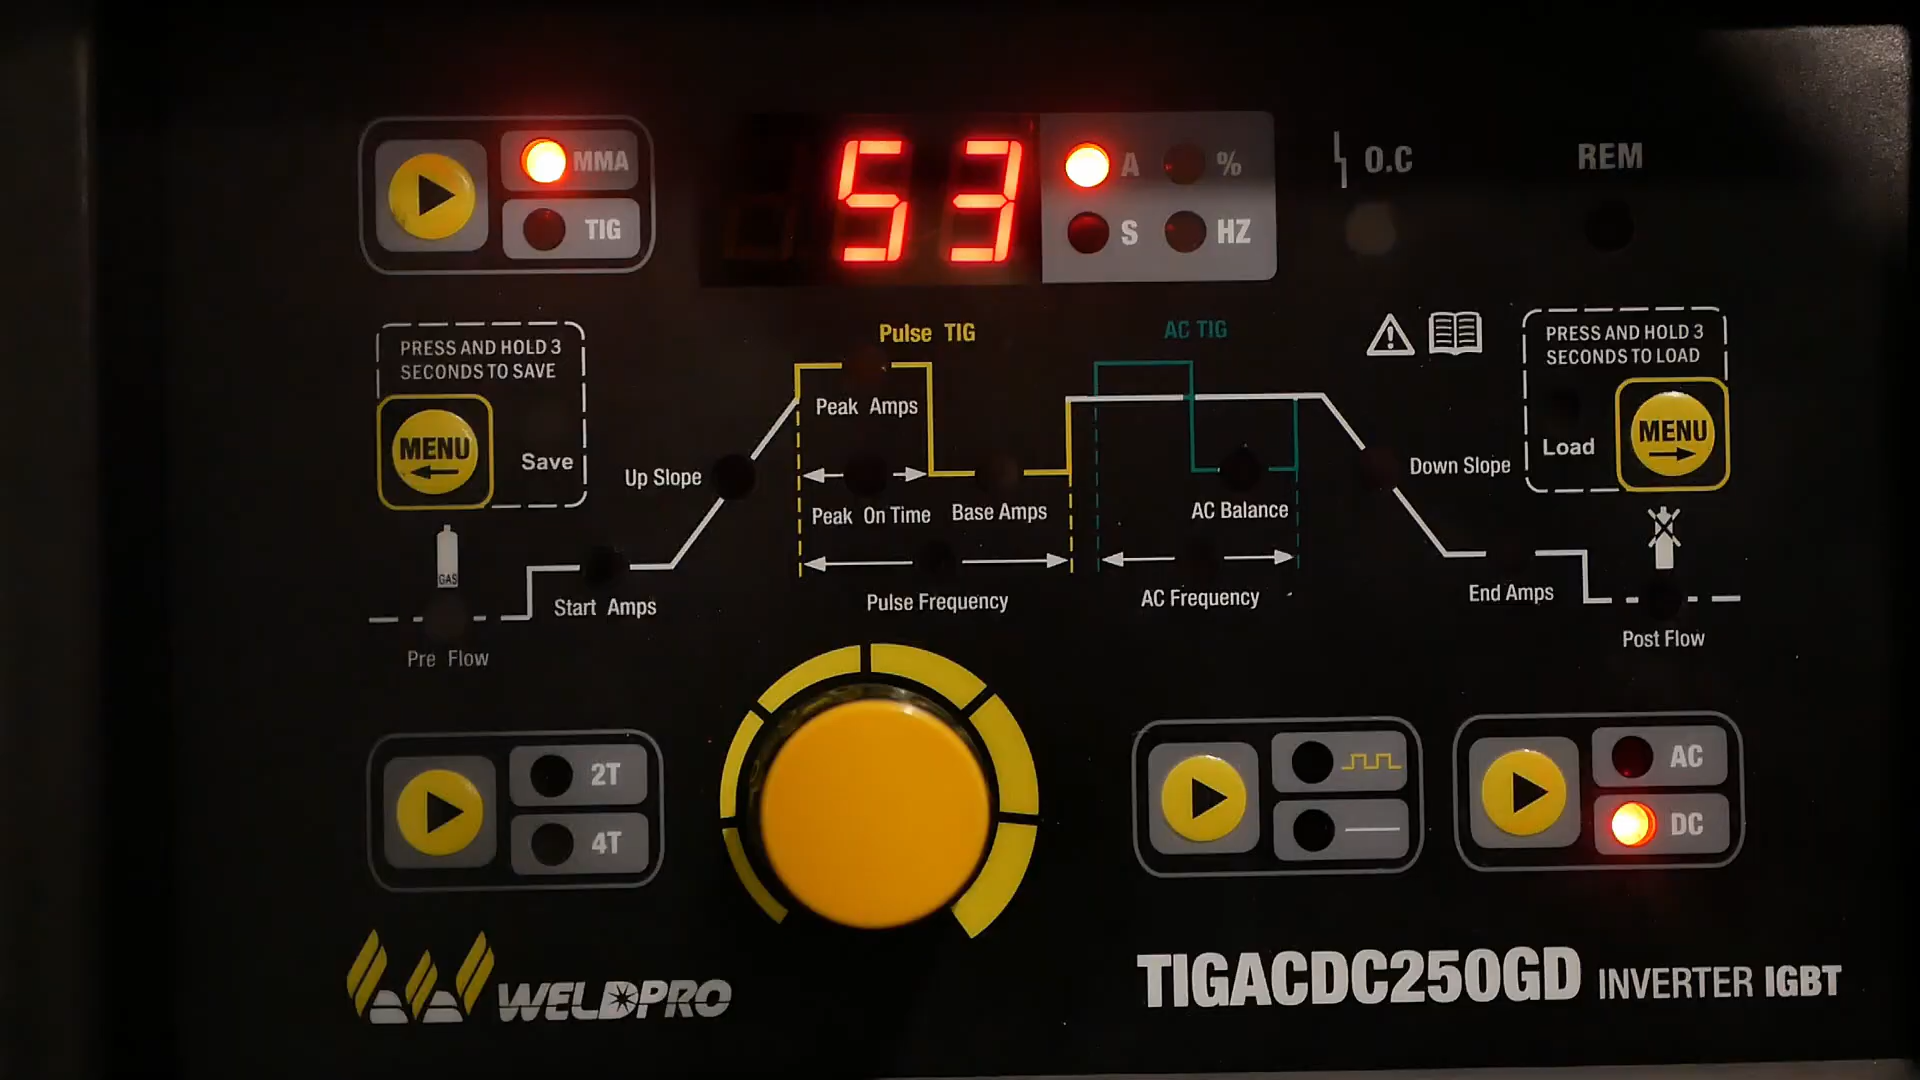 MMA
TIG
53
A
%
S
HZ
O.C
REM
PRESS AND HOLD 3
SECONDS TO SAVE
MENU
Save
Pulse TIG
AC TIG
PRESS AND HOLD 3
SECONDS TO LOAD
MENU
Load
Peak Amps
Up Slope
Down Slope
Peak On Time
Base Amps
AC Balance
GAS
Start Amps
Pulse Frequency
AC Frequency
End Amps
Pre Flow
Post Flow
2T
4T
AC
DC
WELDPRO
TIGACDC250GD INVERTER IGBT